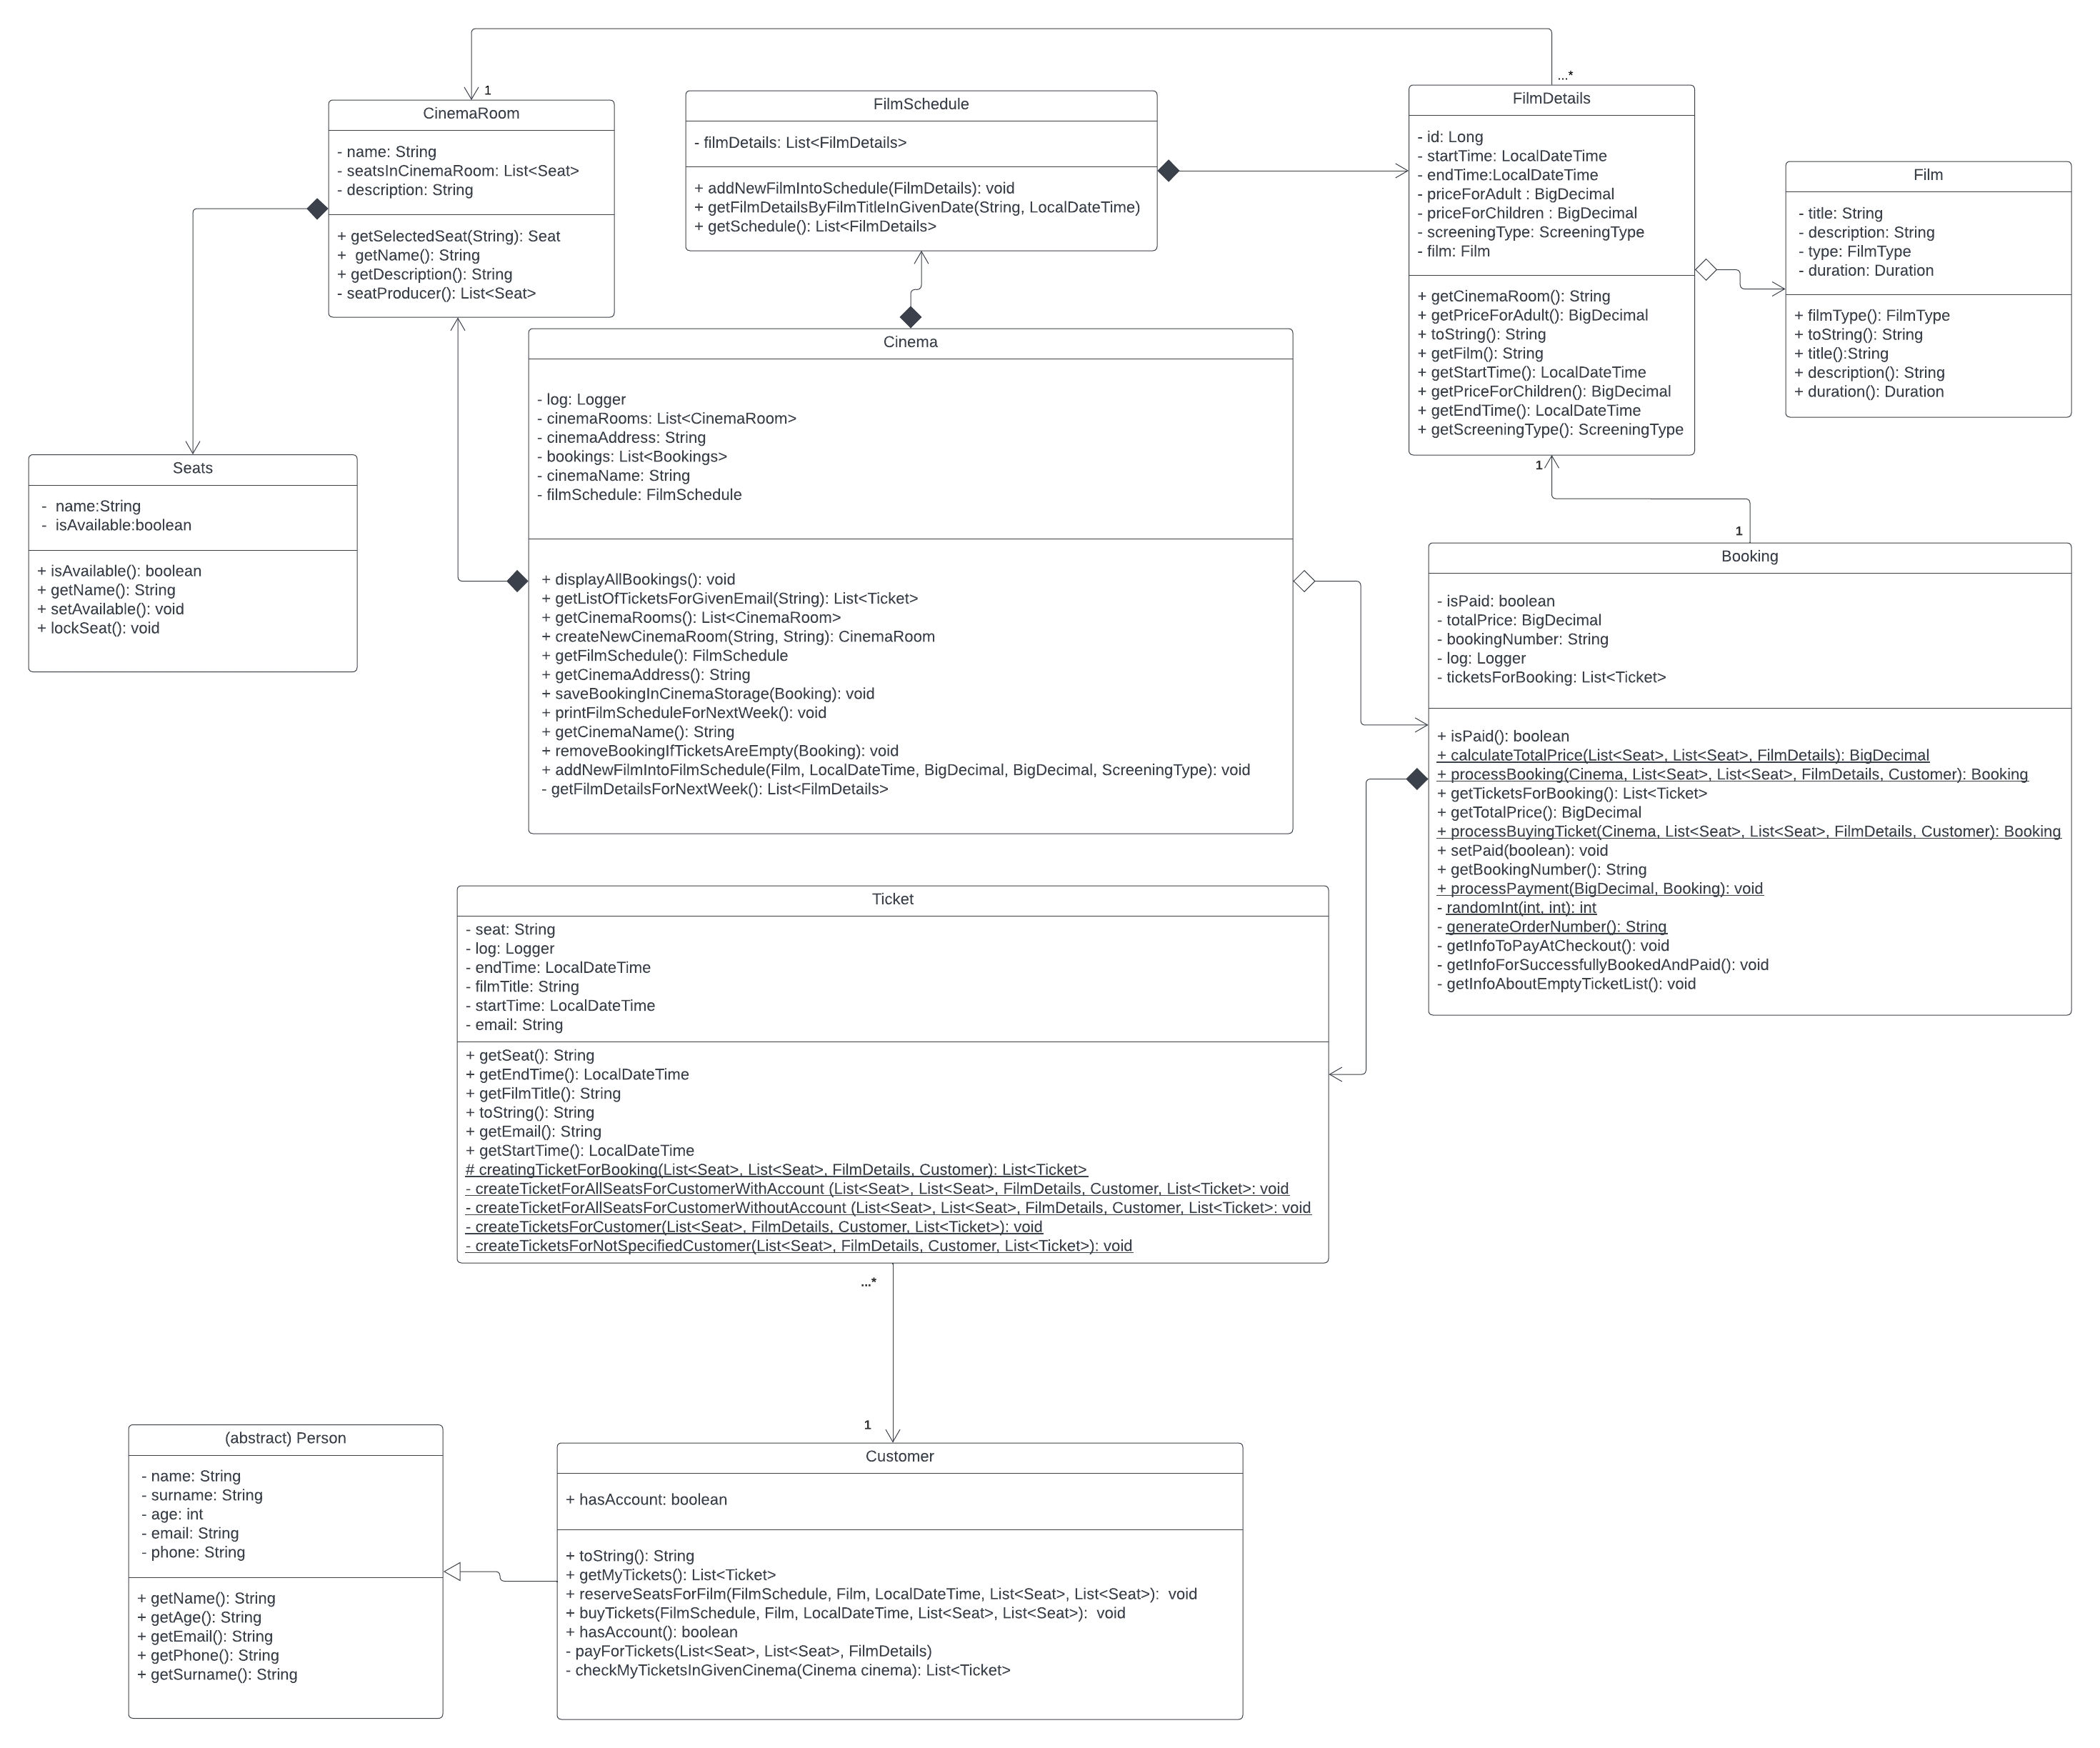 ...*
1
CinemaRoom
- name: String
- seatsInCinemaRoom: List<Seat>
- description: String
+ getSelectedSeat(String): Seat
+  getName(): String
+ getDescription(): String
- seatProducer(): List<Seat>
FilmSchedule
- filmDetails: List<FilmDetails>
+ addNewFilmIntoSchedule(FilmDetails): void
+ getFilmDetailsByFilmTitleInGivenDate(String, LocalDateTime)
+ getSchedule(): List<FilmDetails>
FilmDetails
- id: Long
- startTime: LocalDateTime
- endTime:LocalDateTime
- priceForAdult : BigDecimal
- priceForChildren : BigDecimal
- screeningType: ScreeningType
- film: Film
+ getCinemaRoom(): String
+ getPriceForAdult(): BigDecimal
+ toString(): String
+ getFilm(): String
+ getStartTime(): LocalDateTime
+ getPriceForChildren(): BigDecimal
+ getEndTime(): LocalDateTime
+ getScreeningType(): ScreeningType
Film
- title: String
- description: String
- type: FilmType
- duration: Duration
+ filmType(): FilmType
+ toString(): String
+ title():String
+ description(): String
+ duration(): Duration
Cinema
- log: Logger
- cinemaRooms: List<CinemaRoom>
- cinemaAddress: String
- bookings: List<Bookings>
- cinemaName: String
- filmSchedule: FilmSchedule
+ displayAllBookings(): void
+ getListOfTicketsForGivenEmail(String): List<Ticket>
+ getCinemaRooms(): List<CinemaRoom>
+ createNewCinemaRoom(String, String): CinemaRoom
+ getFilmSchedule(): FilmSchedule
+ getCinemaAddress(): String
+ saveBookingInCinemaStorage(Booking): void
+ printFilmScheduleForNextWeek(): void
+ getCinemaName(): String
+ removeBookingIfTicketsAreEmpty(Booking): void
+ addNewFilmIntoFilmSchedule(Film, LocalDateTime, BigDecimal, BigDecimal, ScreeningType): void
- getFilmDetailsForNextWeek(): List<FilmDetails>
Seats
-  name:String
-  isAvailable:boolean
+ isAvailable(): boolean
+ getName(): String
+ setAvailable(): void
+ lockSeat(): void
1
1
Booking
- isPaid: boolean
- totalPrice: BigDecimal
- bookingNumber: String
- log: Logger
- ticketsForBooking: List<Ticket>
+ isPaid(): boolean
+ calculateTotalPrice(List<Seat>, List<Seat>, FilmDetails): BigDecimal
+ processBooking(Cinema, List<Seat>, List<Seat>, FilmDetails, Customer): Booking
+ getTicketsForBooking(): List<Ticket>
+ getTotalPrice(): BigDecimal
+ processBuyingTicket(Cinema, List<Seat>, List<Seat>, FilmDetails, Customer): Booking
+ setPaid(boolean): void
+ getBookingNumber(): String
+ processPayment(BigDecimal, Booking): void
- randomInt(int, int): int
- generateOrderNumber(): String
- getInfoToPayAtCheckout(): void
- getInfoForSuccessfullyBookedAndPaid(): void
- getInfoAboutEmptyTicketList(): void
Ticket
- seat: String
- log: Logger
- endTime: LocalDateTime
- filmTitle: String
- startTime: LocalDateTime
- email: String
+ getSeat(): String
+ getEndTime(): LocalDateTime
+ getFilmTitle(): String
+ toString(): String
+ getEmail(): String
+ getStartTime(): LocalDateTime
# creatingTicketForBooking(List<Seat>, List<Seat>, FilmDetails, Customer): List<Ticket>
- createTicketForAllSeatsForCustomerWithAccount (List<Seat>, List<Seat>, FilmDetails, Customer, List<Ticket>: void
- createTicketForAllSeatsForCustomerWithoutAccount (List<Seat>, List<Seat>, FilmDetails, Customer, List<Ticket>: void
- createTicketsForCustomer(List<Seat>, FilmDetails, Customer, List<Ticket>): void
- createTicketsForNotSpecifiedCustomer(List<Seat>, FilmDetails, Customer, List<Ticket>): void
...*
1
(abstract) Person
- name: String
- surname: String
- age: int
- email: String
- phone: String
+ getName(): String
+ getAge(): String
+ getEmail(): String
+ getPhone(): String
+ getSurname(): String
Customer
+ hasAccount: boolean
+ toString(): String
+ getMyTickets(): List<Ticket>
+ reserveSeatsForFilm(FilmSchedule, Film, LocalDateTime, List<Seat>, List<Seat>):  void
+ buyTickets(FilmSchedule, Film, LocalDateTime, List<Seat>, List<Seat>):  void
+ hasAccount(): boolean
- payForTickets(List<Seat>, List<Seat>, FilmDetails)
- checkMyTicketsInGivenCinema(Cinema cinema): List<Ticket>